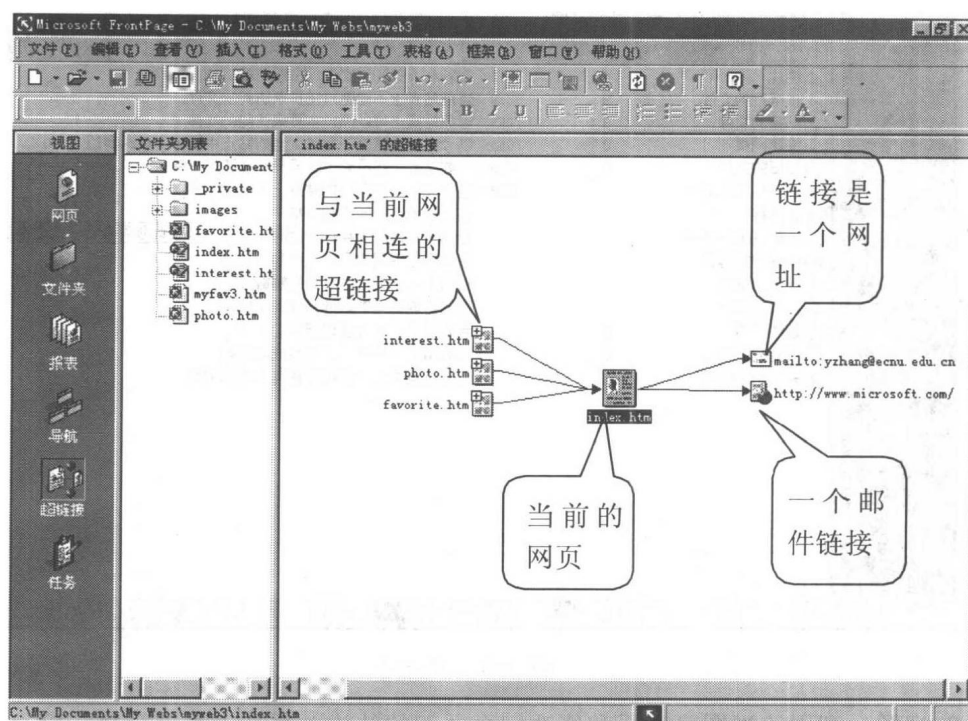 Microsoft FrontPage - C:\My Documents\My Webs\myweb3
文件(F) 编辑(E) 查看(V) 插入(I) 格式(O) 工具(T) 表格(A) 框架(R) 窗口(W) 帮助(H)
B I U A
视图
网页
文件夹
报表
导航
超链接
任务
文件夹列表
C:\My Document
_private
images
favorite.ht
index.htm
interest.ht
myfav3.htm
photo.htm
'index.htm' 的超链接
与当前网
页相连的
超链接
链接是
一个网
址
interest.htm
photo.htm
favorite.htm
index.htm
mailto:yzhang@ecnu.edu.cn
http://www.microsoft.com/
当前的
网页
一个邮
件链接
C:\My Documents\My Webs\myweb3\index.htm